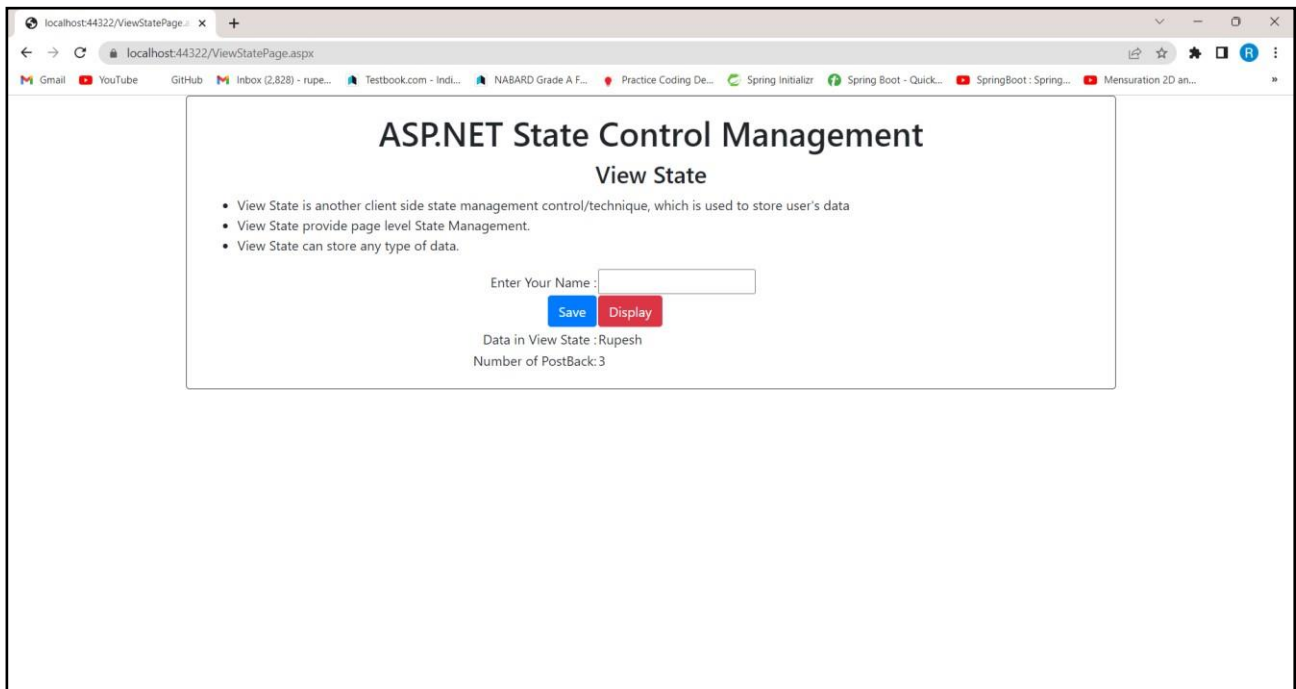 localhost:44322/ViewStatePage.a
localhost:44322/ViewStatePage.aspx
R
Gmail YouTube GitHub Inbox (2,828) - rupe... Testbook.com - Indi... NABARD Grade A F... Practice Coding De... Spring Initializr Spring Boot - Quick... SpringBoot : Spring... Mensuration 2D an... »
ASP.NET State Control Management
View State
• View State is another client side state management control/technique, which is used to store user's data
• View State provide page level State Management.
• View State can store any type of data.
Enter Your Name :
Save Display
Data in View State : Rupesh
Number of PostBack: 3